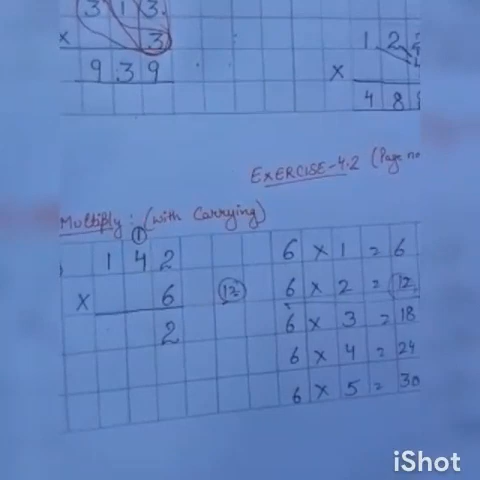 3 1 3
x 3
9 3 9
1 2
x
4 8
EXERCISE-4.2 (Page no
Multiply: (with Carrying)
1
1 4 2
x 6
2
12
6 x 1 = 6
6 x 2 = 12
6 x 3 = 18
6 x 4 = 24
6 x 5 = 30
iShot